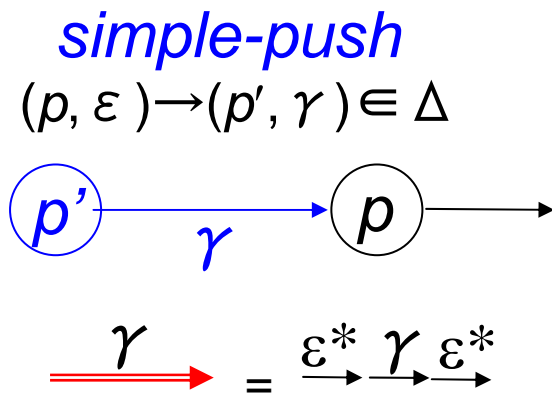 simple-push
(p, ε)→(p′, γ)∈ Δ
p’ p
γ
γ ε* γ ε*
=